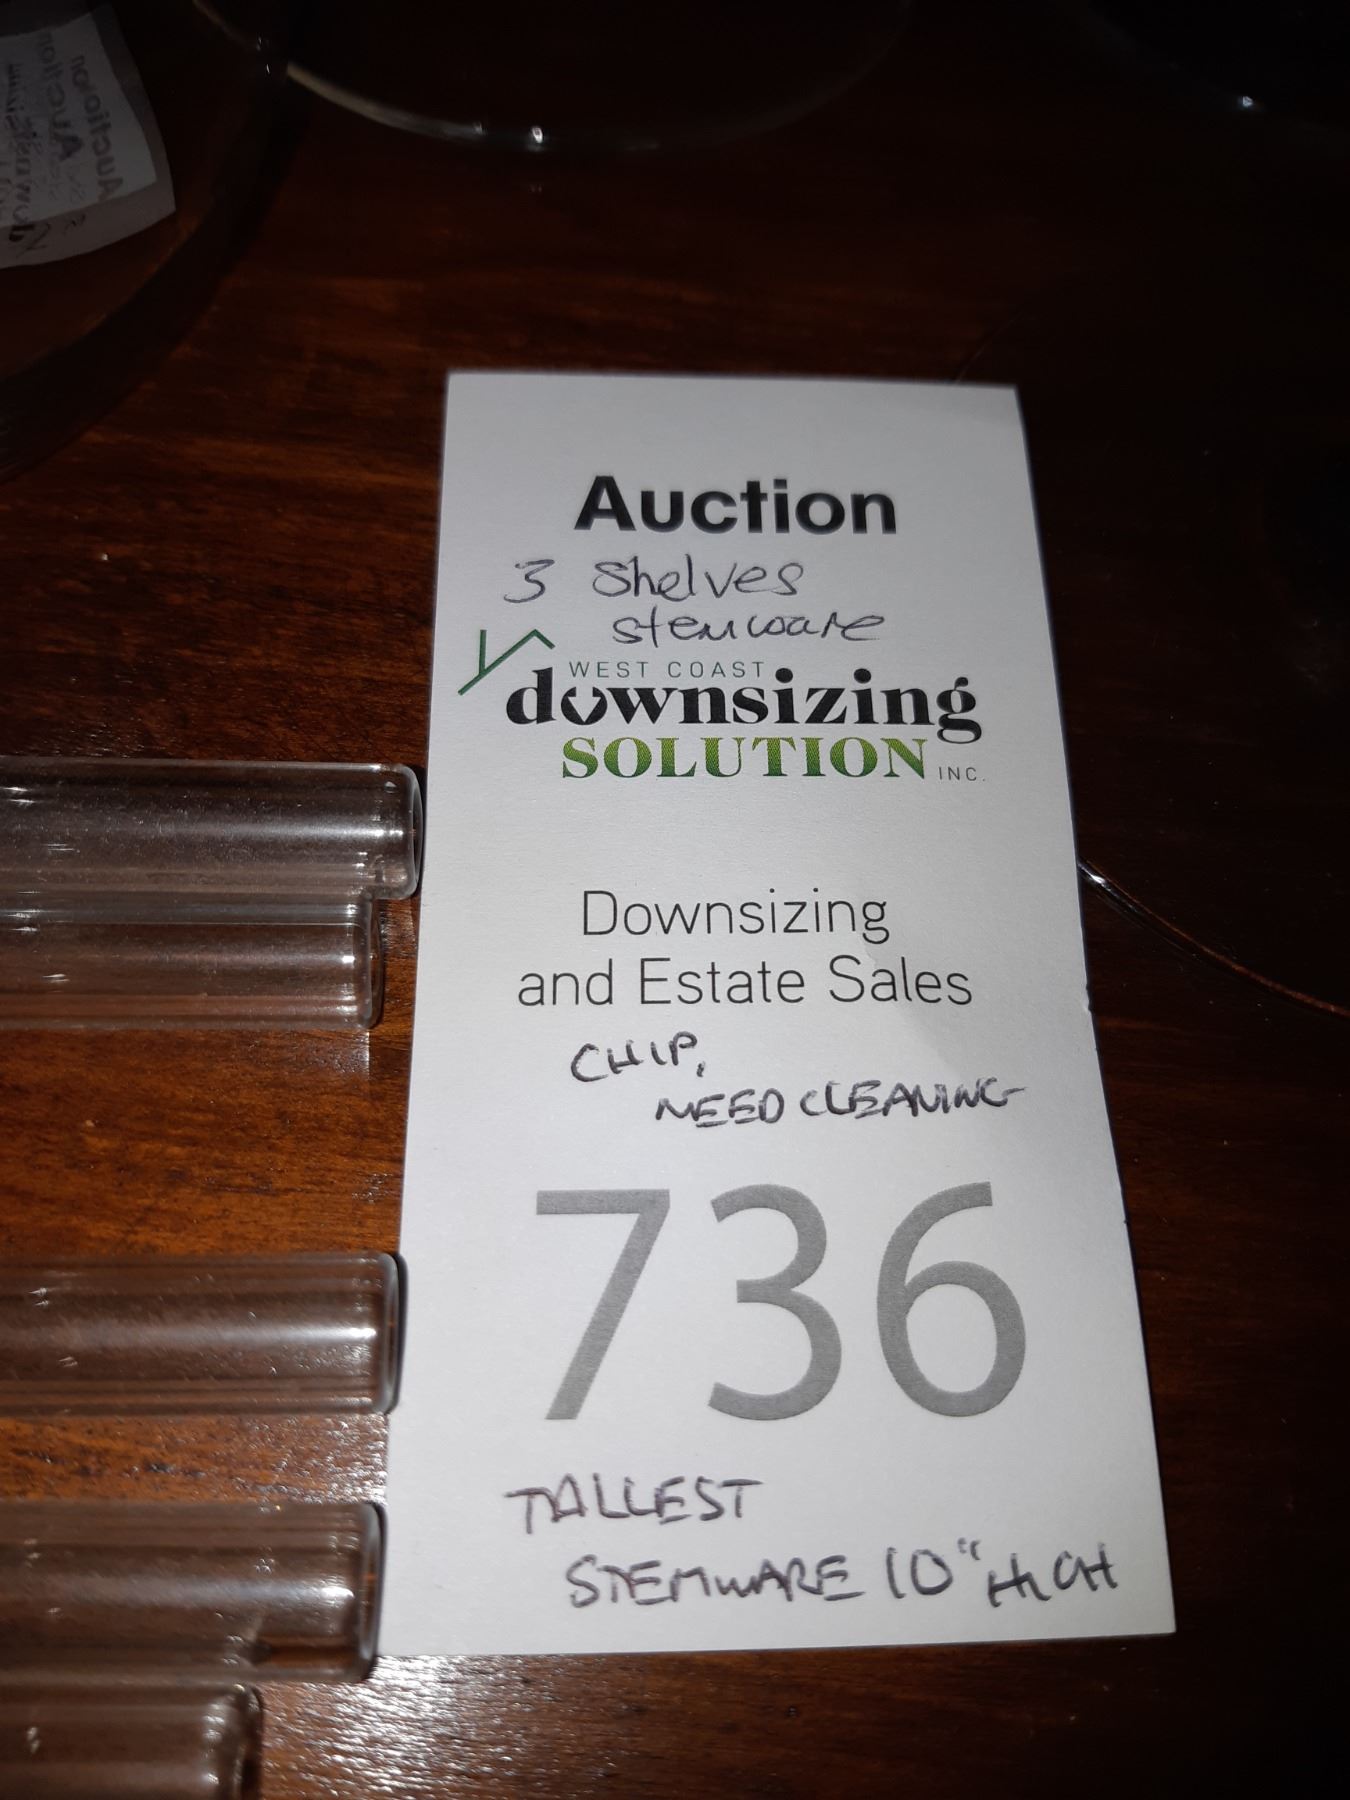 Auction
3 Shelves
stemware
WEST COAST
downsizing
SOLUTION INC.
Downsizing
and Estate Sales
CHIP,
NEED CLEANING
736
TALLEST
STEMWARE 10" HIGH
Auction